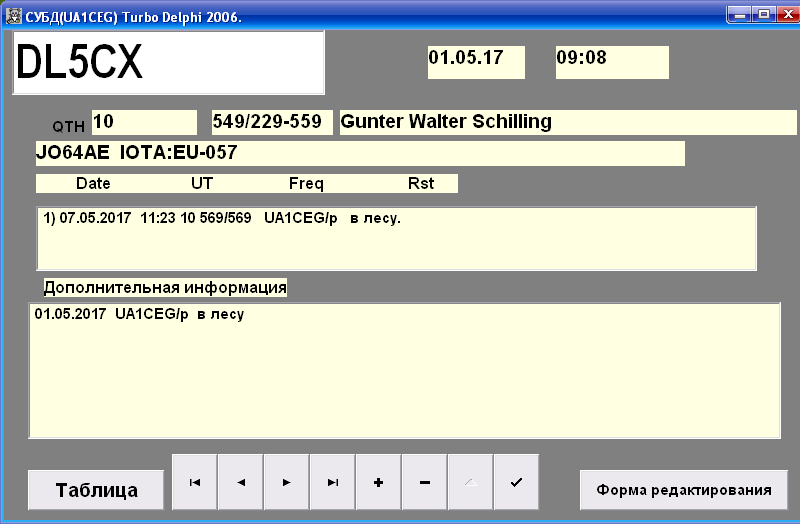 СУБД(UA1CEG) Turbo Delphi 2006.
DL5CX
01.05.17 09:08
QTH 10 549/229-559 Gunter Walter Schilling
JO64AE IOTA:EU-057
Date UT Freq Rst
1) 07.05.2017 11:23 10 569/569 UA1CEG/p в лесу.
Дополнительная информация
01.05.2017 UA1CEG/p в лесу
Таблица Форма редактирования